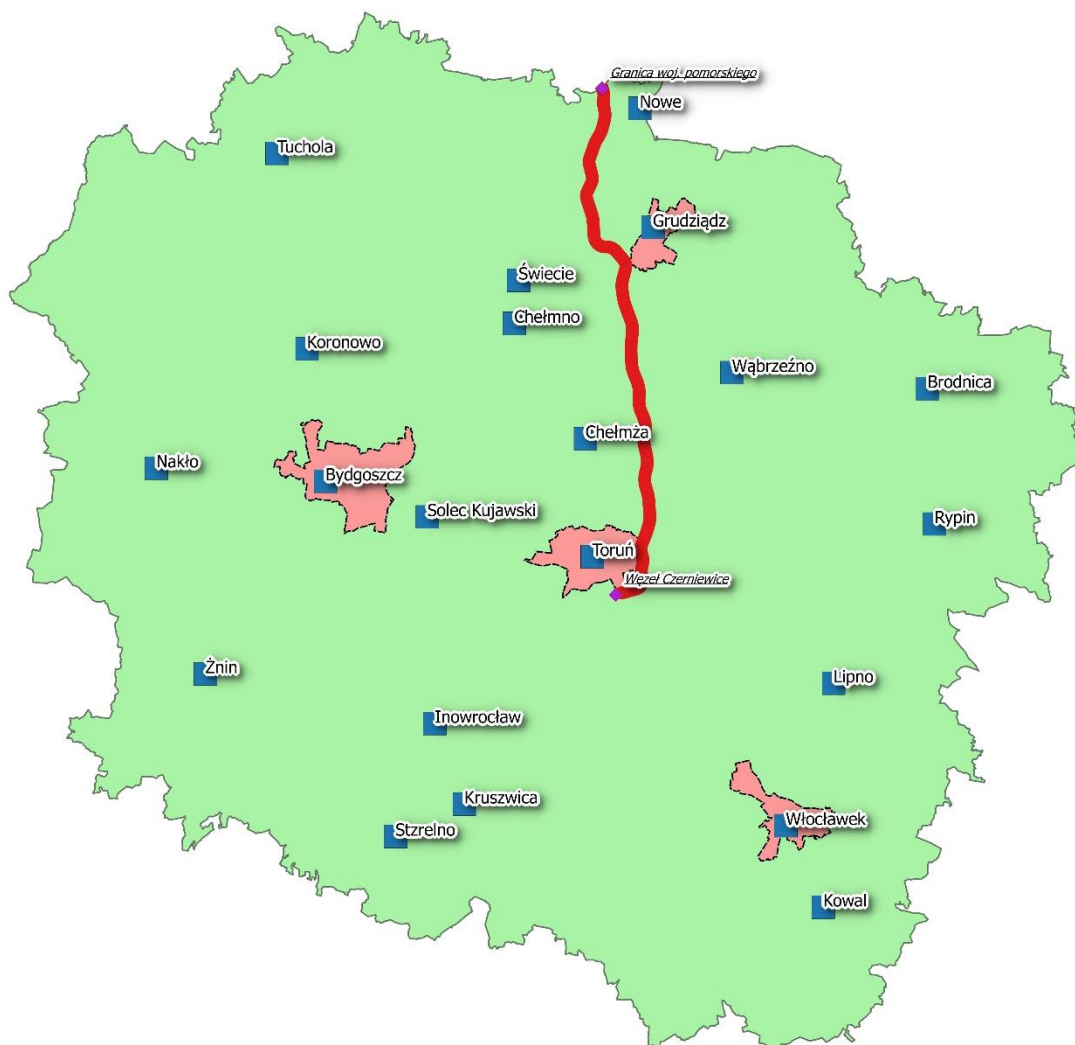 Granica woj. pomorskiego
Nowe
Tuchola
Grudziądz
Świecie
Chełmno
Koronowo
Wąbrzeźno
Brodnica
Chełmża
Nakło
Bydgoszcz
Solec Kujawski
Rypin
Toruń
Węzeł Czerniewice
Żnin
Lipno
Inowrocław
Kruszwica
Stzrelno
Włocławek
Kowal